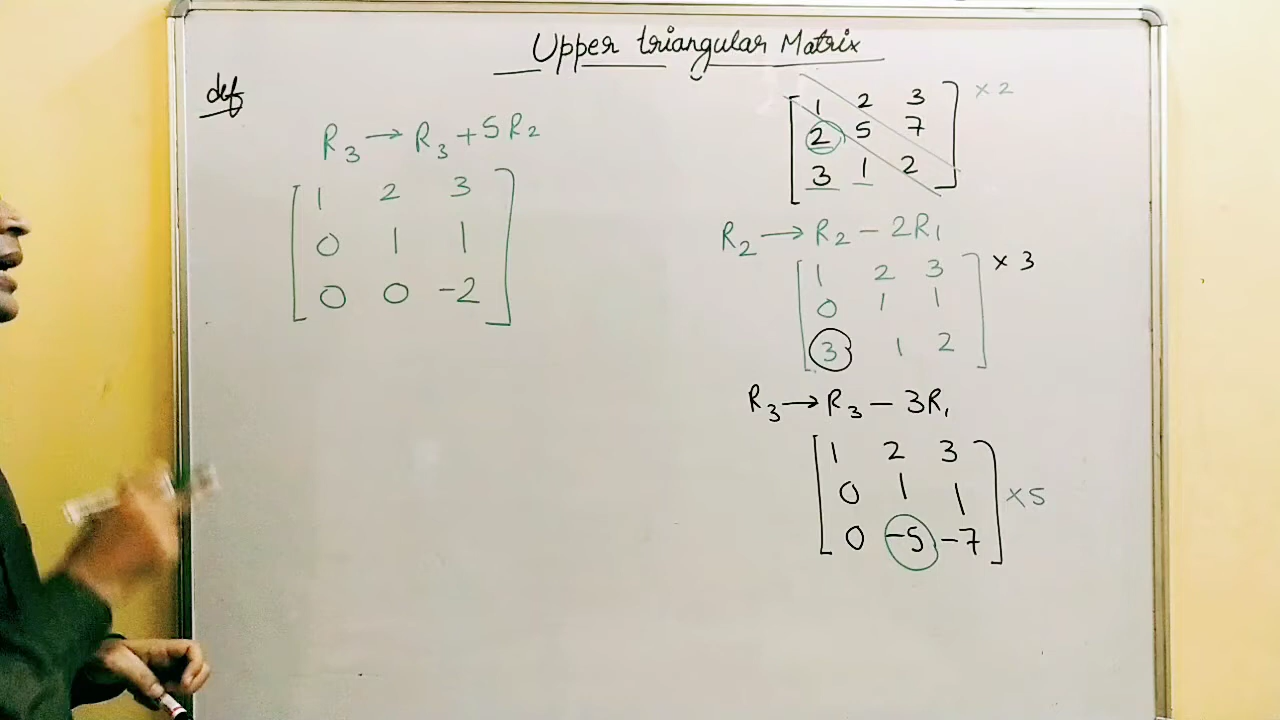 Upper triangular Matrix
def
R3 → R3 + 5R2
1 2 3
0 1 1
0 0 -2
1 2 3 × 2
2 5 7
3 1 2
R2 → R2 - 2R1
1 2 3 × 3
0 1 1
3 1 2
R3 → R3 - 3R1
1 2 3
0 1 1 × 5
0 -5 -7